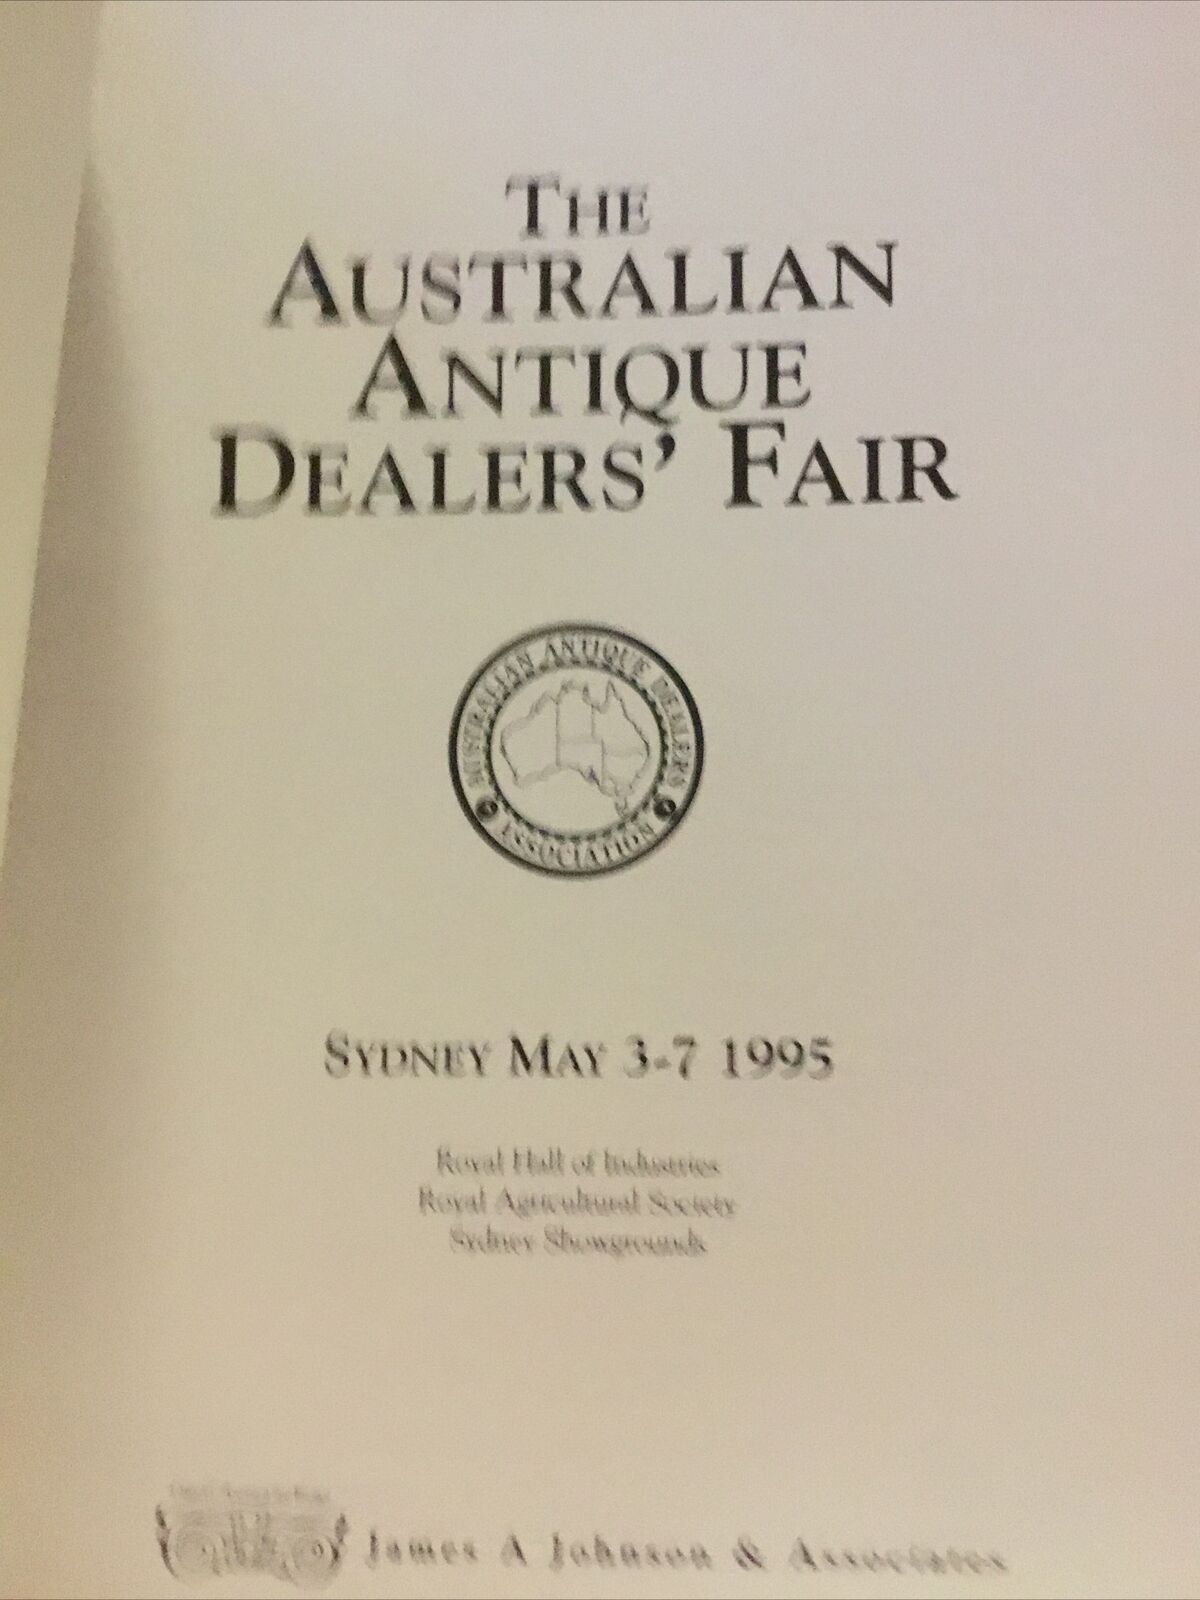 THE
AUSTRALIAN
ANTIQUE
DEALERS' FAIR
AUSTRALIAN ANTIQUE DEALERS
ASSOCIATION
SYDNEY MAY 3-7 1995
Royal Hall of Industries
Royal Agricultural Society
Sydney Showgrounds
James A Johnson & Associates